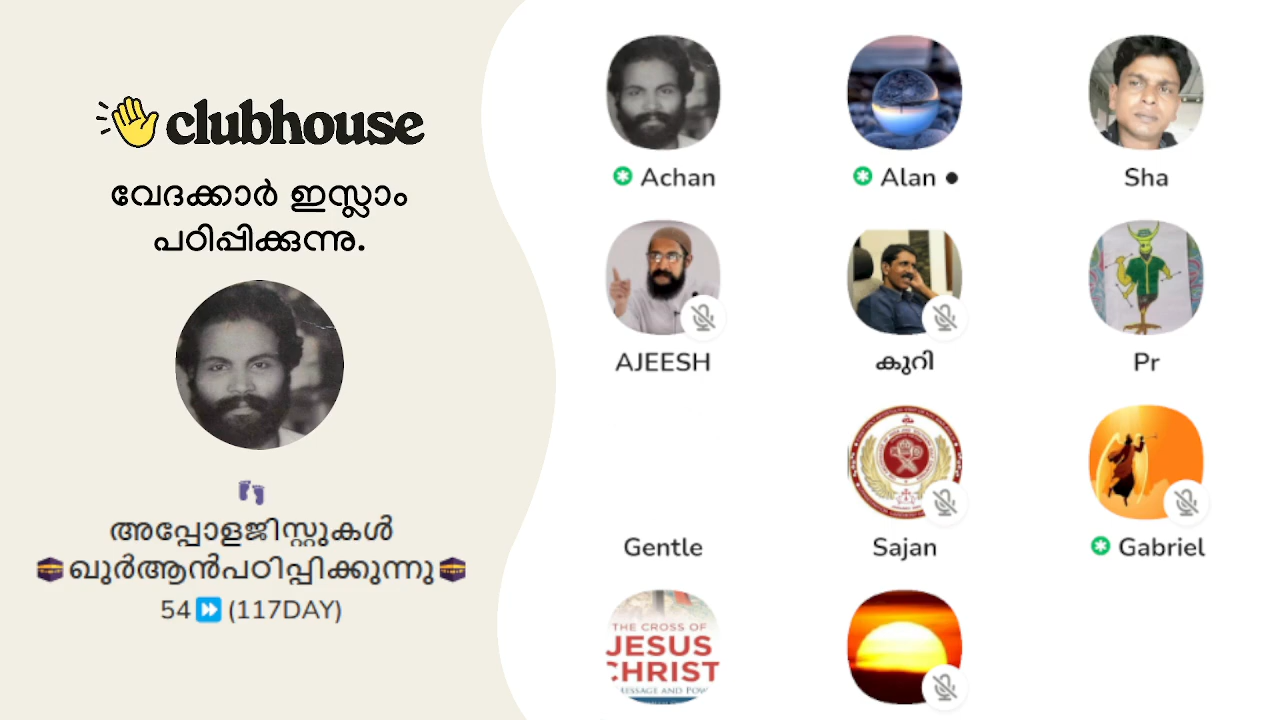 clubhouse
വേദക്കാർ ഇസ്ലാം
പഠിപ്പിക്കുന്നു.
അപ്പോളജിസ്റ്റുകൾ
🕋ഖുർആൻപഠിപ്പിക്കുന്നു🕋
54⏩(117DAY)
Achan
Alan
Sha
AJEESH
കുറി
Pr
Gentle
Sajan
Gabriel
THE CROSS OF
JESUS
CHRIST